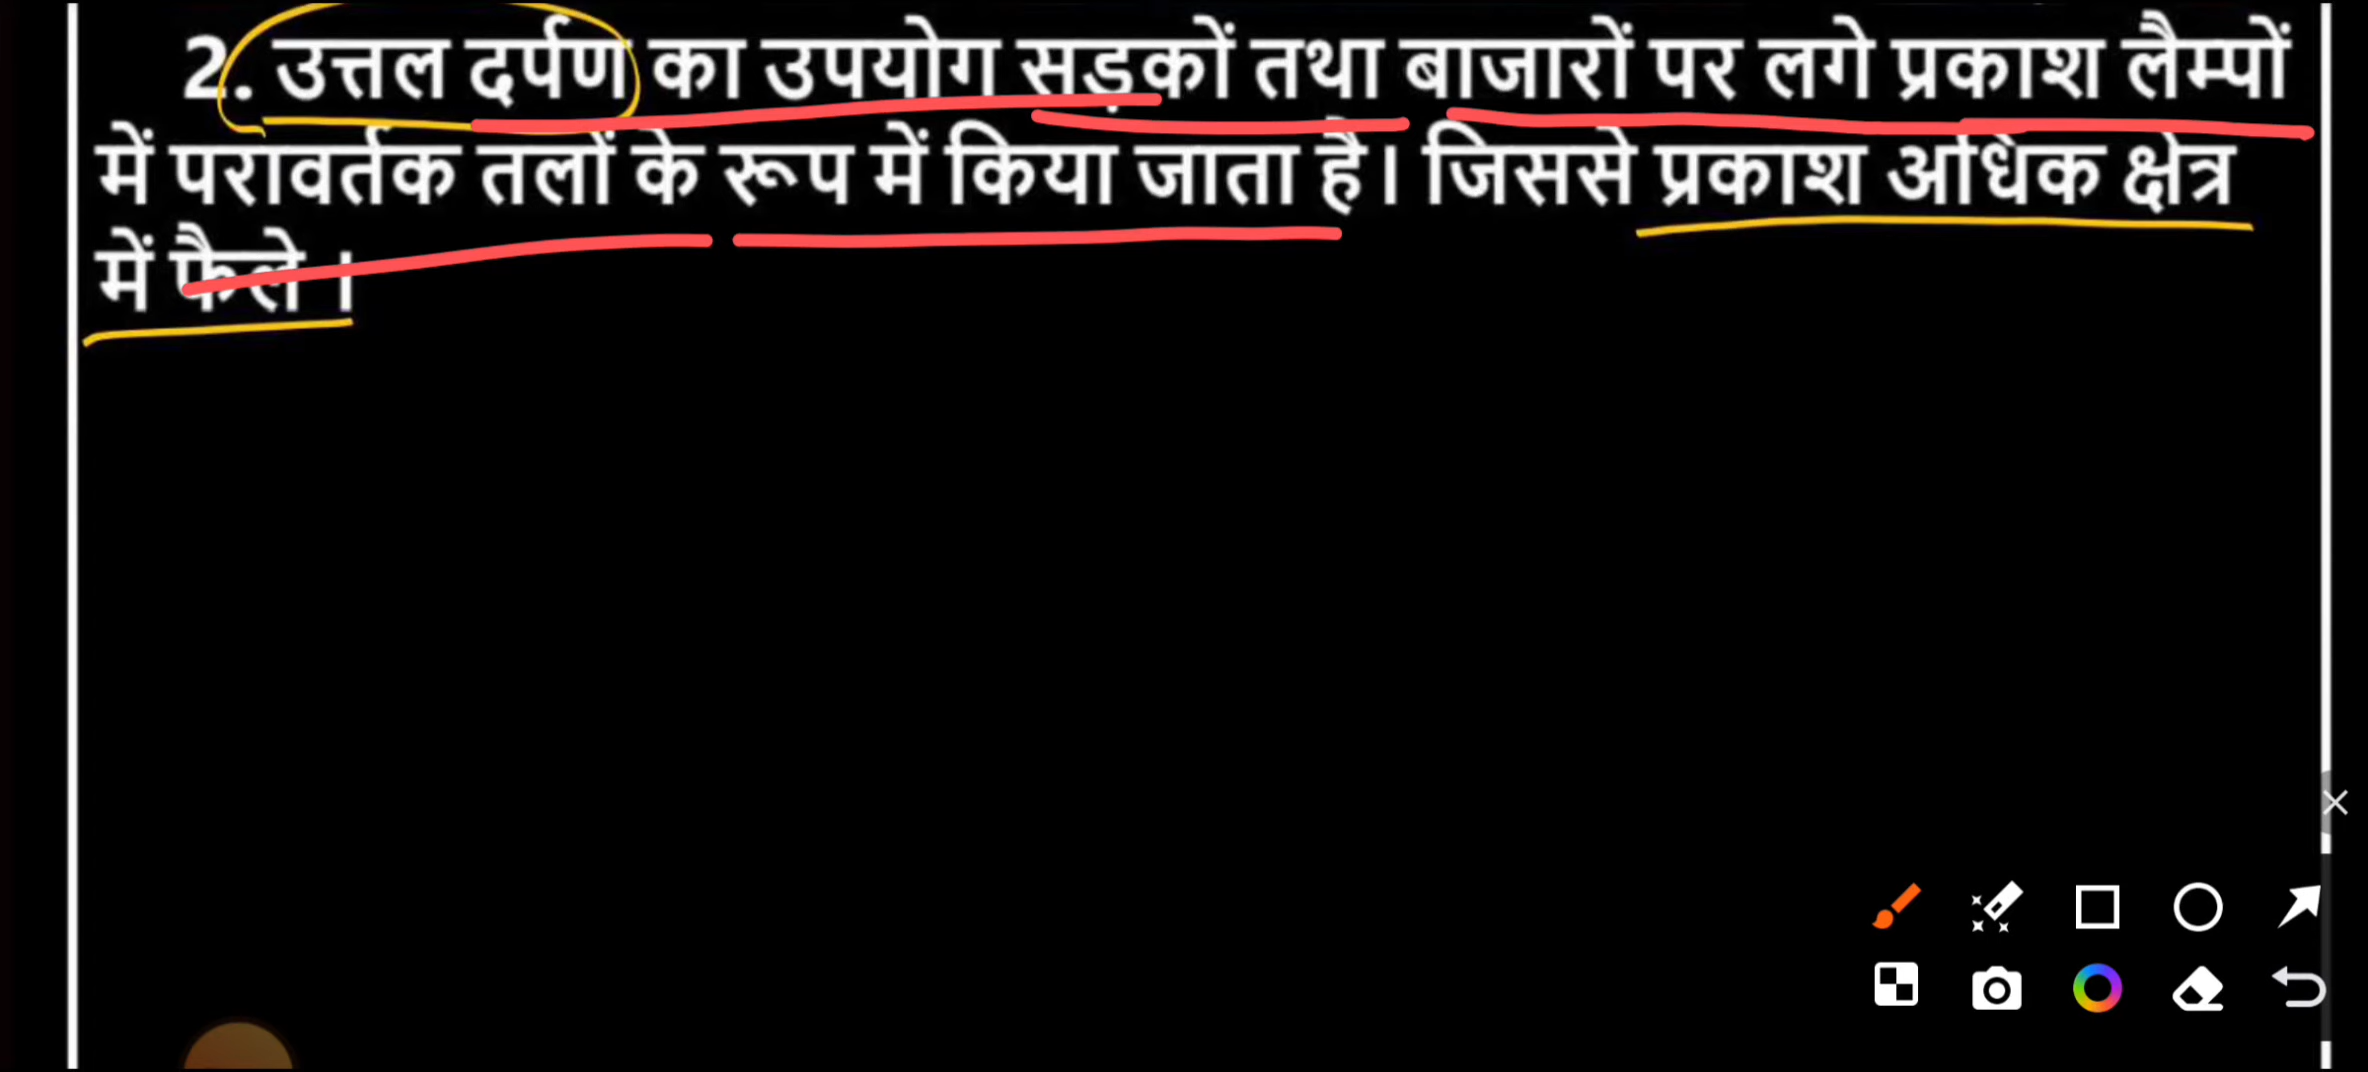 2. उत्तल दर्पण का उपयोग सड़कों तथा बाजारों पर लगे प्रकाश लैम्पों
में परावर्तक तलों के रूप में किया जाता है। जिससे प्रकाश अधिक क्षेत्र
में फैले ।